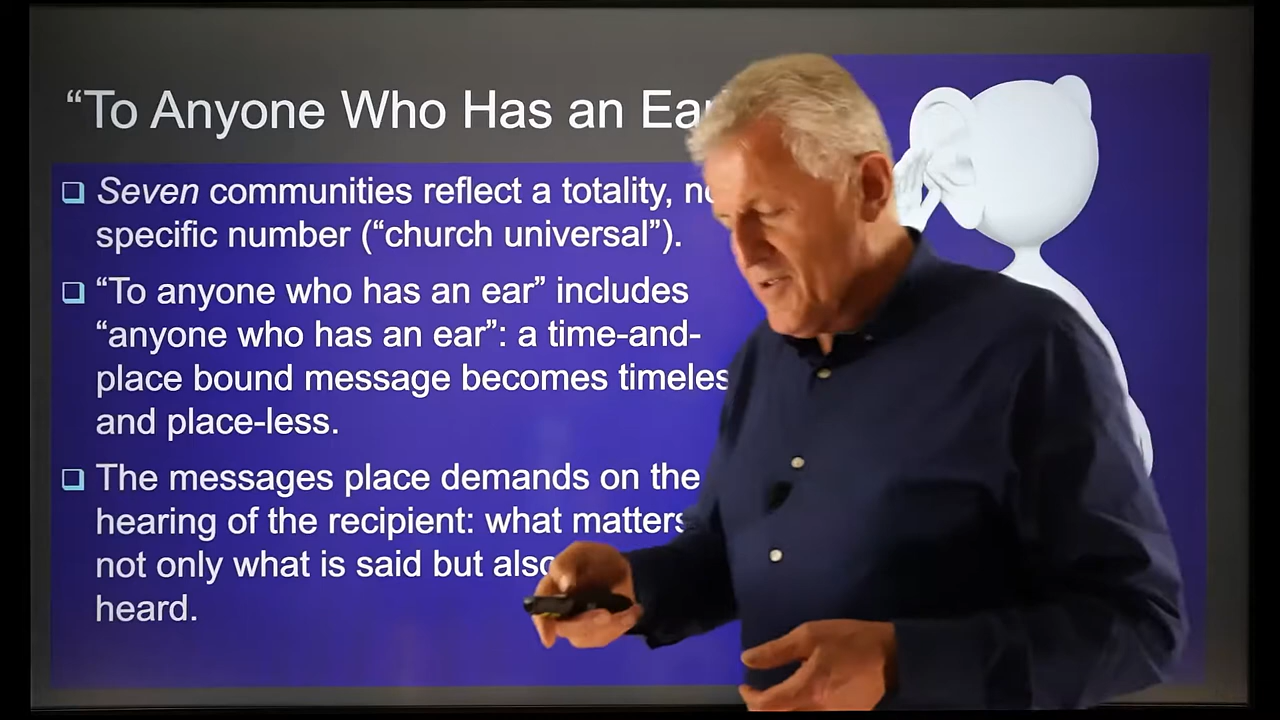 “To Anyone Who Has an
Seven communities reflect a totality,
specific number (“church universal”).
“To anyone who has an ear” includes
“anyone who has an ear”: a time-and-
place bound message becomes
and place-less.
The messages place demands on the
hearing of the recipient: what matters
not only what is said but also
heard.